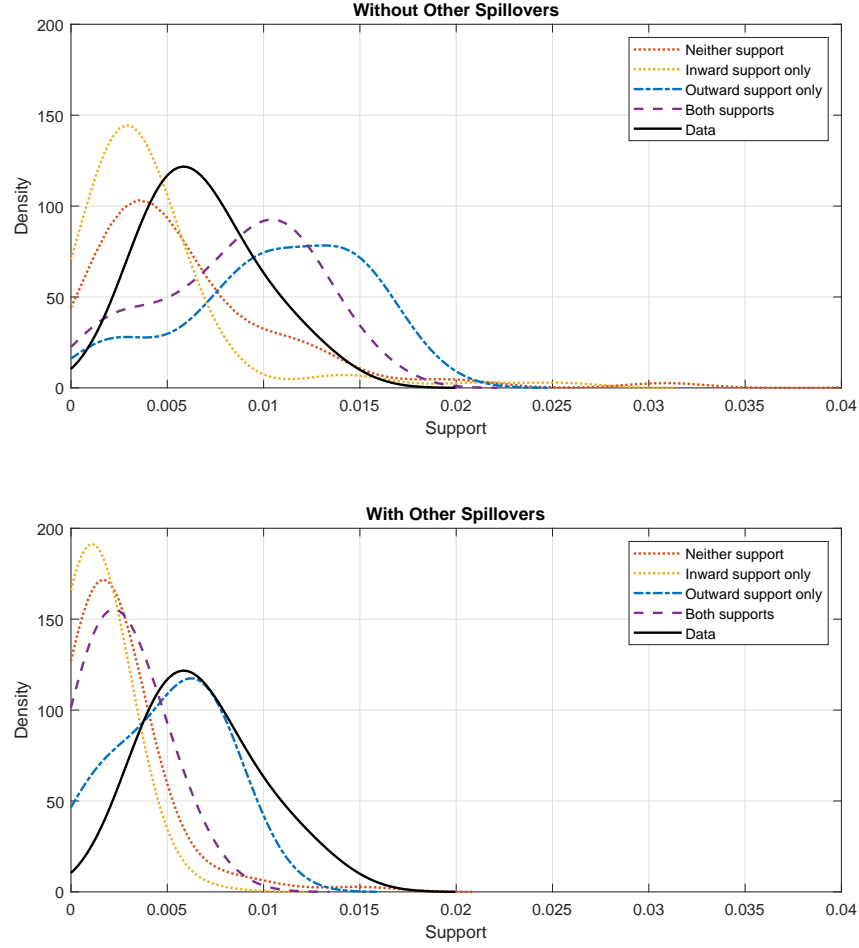 Without Other Spillovers
200
150
100
50
0
Density
Neither support
Inward support only
Outward support only
Both supports
Data
0 0.005 0.01 0.015 0.02 0.025 0.03 0.035 0.04
Support
With Other Spillovers
200
150
100
50
0
Density
Neither support
Inward support only
Outward support only
Both supports
Data
0 0.005 0.01 0.015 0.02 0.025 0.03 0.035 0.04
Support